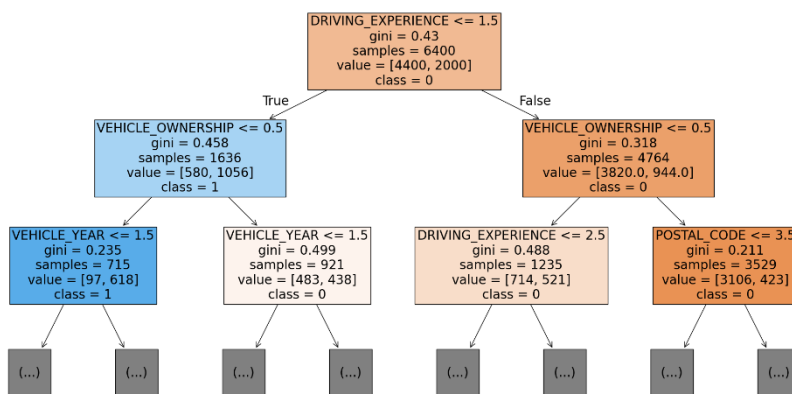 DRIVING_EXPERIENCE <= 1.5
gini = 0.43
samples = 6400
value = [4400, 2000]
class = 0
True
False
VEHICLE_OWNERSHIP <= 0.5
gini = 0.458
samples = 1636
value = [580, 1056]
class = 1
VEHICLE_OWNERSHIP <= 0.5
gini = 0.318
samples = 4764
value = [3820.0, 944.0]
class = 0
VEHICLE_YEAR <= 1.5
gini = 0.235
samples = 715
value = [97, 618]
class = 1
VEHICLE_YEAR <= 1.5
gini = 0.499
samples = 921
value = [483, 438]
class = 0
DRIVING_EXPERIENCE <= 2.5
gini = 0.488
samples = 1235
value = [714, 521]
class = 0
POSTAL_CODE <= 3.5
gini = 0.211
samples = 3529
value = [3106, 423]
class = 0
(...)
(...)
(...)
(...)
(...)
(...)
(...)
(...)